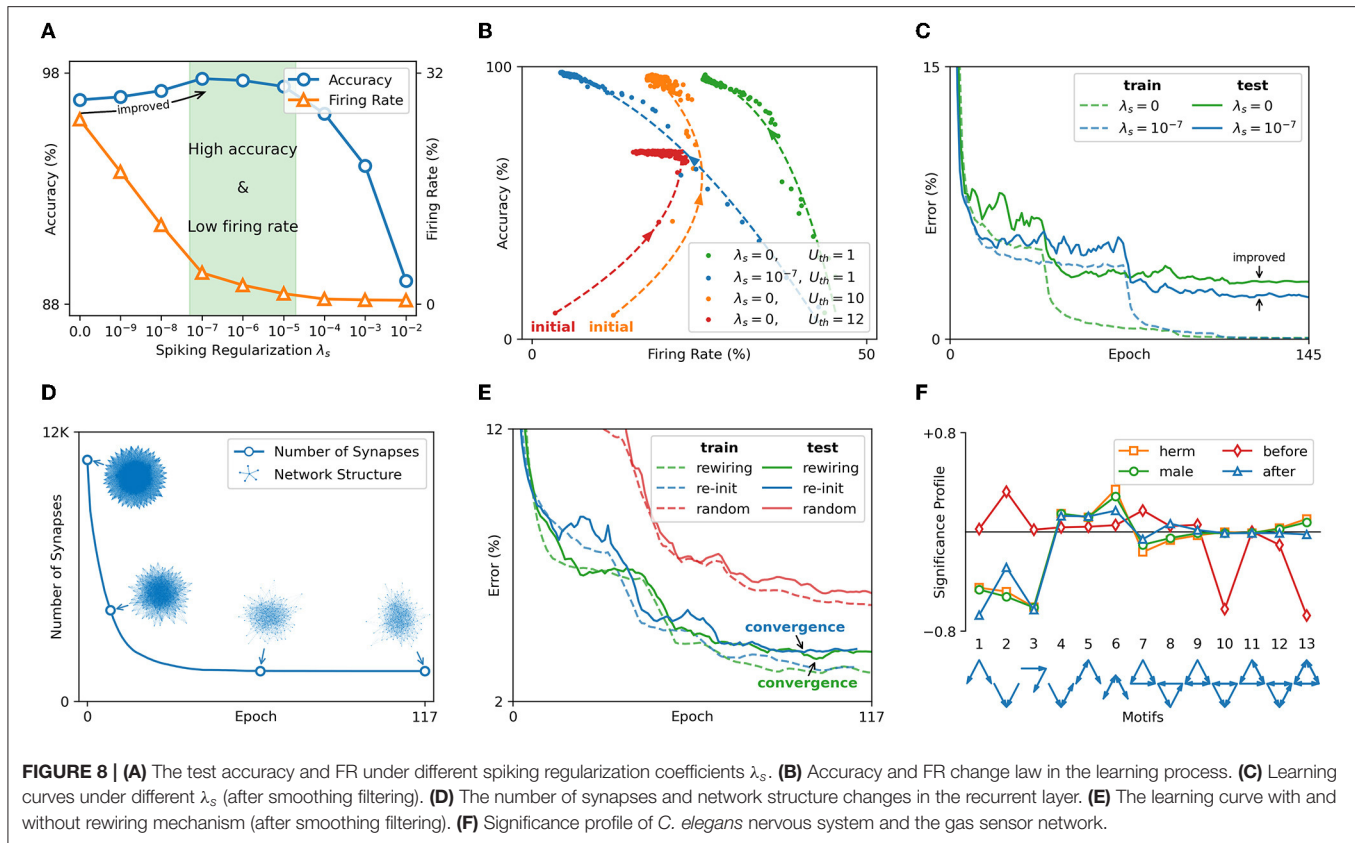 A
98
Accuracy (%)
88
32
Firing Rate (%)
0
Accuracy
Firing Rate
improved
High accuracy
&
Low firing rate
0.0 10⁻⁹ 10⁻⁸ 10⁻⁷ 10⁻⁶ 10⁻⁵ 10⁻⁴ 10⁻³ 10⁻²
Spiking Regularization λₛ
B
100
Accuracy (%)
0
λₛ = 0, Uₜₕ = 1
λₛ = 10⁻⁷, Uₜₕ = 1
λₛ = 0, Uₜₕ = 10
λₛ = 0, Uₜₕ = 12
initial initial
0 Firing Rate (%) 50
C
15
Error (%)
0
train test
λₛ = 0 λₛ = 0
λₛ = 10⁻⁷ λₛ = 10⁻⁷
improved
0 Epoch 145
D
12K
Number of Synapses
0
Number of Synapses
Network Structure
0 Epoch 117
E
12
Error (%)
2
train test
rewiring rewiring
re-init re-init
random random
convergence
convergence
0 Epoch 117
F
+0.8
Significance Profile
−0.8
herm before
male after
1 2 3 4 5 6 7 8 9 10 11 12 13
Motifs
FIGURE 8 | (A) The test accuracy and FR under different spiking regularization coefficients λₛ. (B) Accuracy and FR change law in the learning process. (C) Learning
curves under different λₛ (after smoothing filtering). (D) The number of synapses and network structure changes in the recurrent layer. (E) The learning curve with and
without rewiring mechanism (after smoothing filtering). (F) Significance profile of C. elegans nervous system and the gas sensor network.